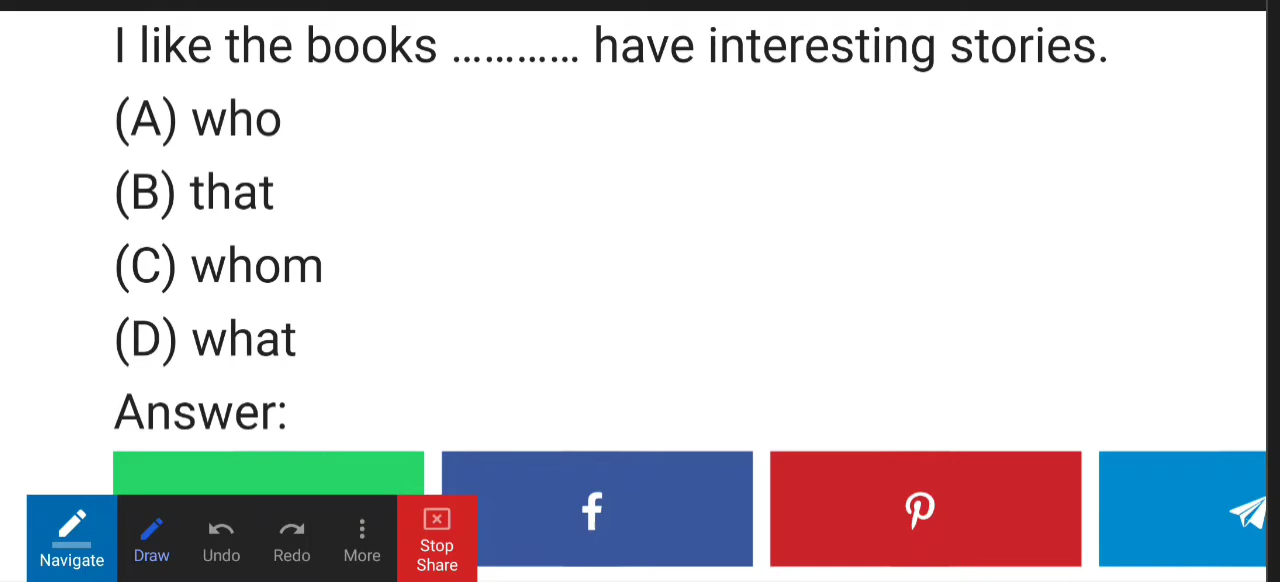 I like the books ............ have interesting stories.
(A) who
(B) that
(C) whom
(D) what
Answer:
Navigate
Draw
Undo
Redo
More
Stop
Share